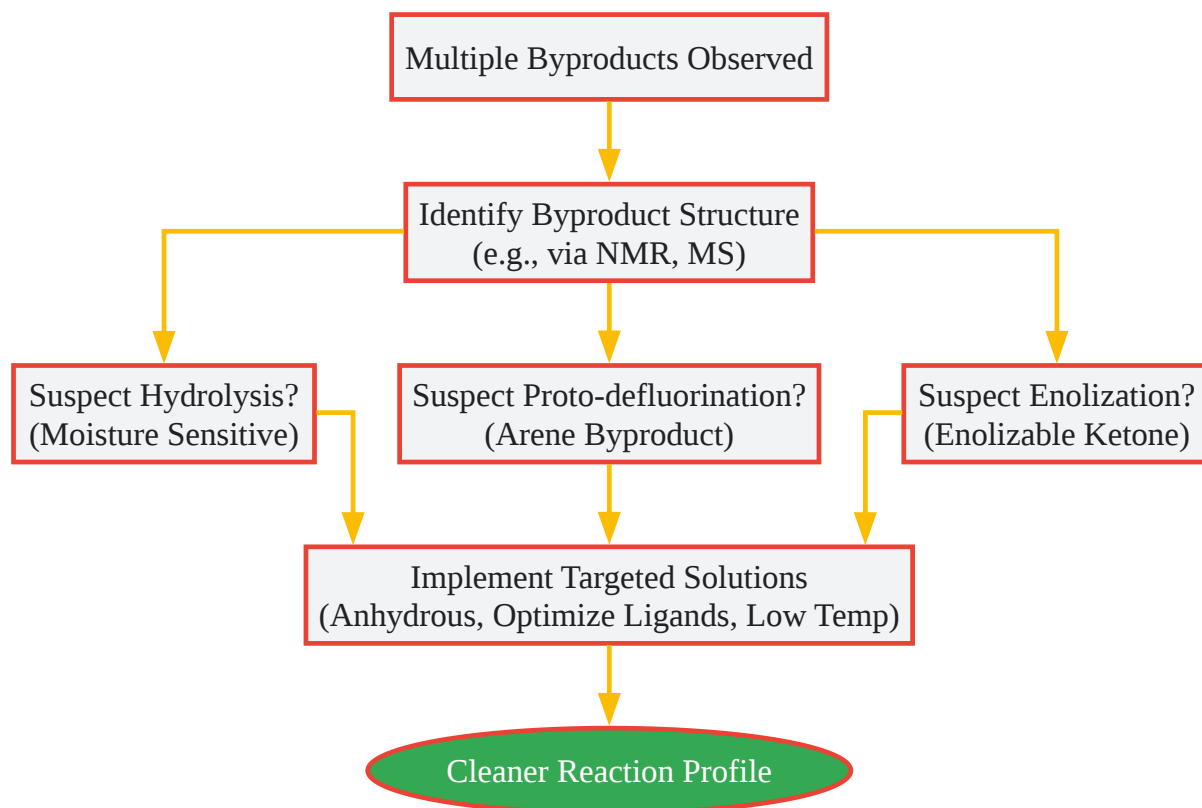 Multiple Byproducts Observed
Identify Byproduct Structure
(e.g., via NMR, MS)
Suspect Hydrolysis?
(Moisture Sensitive)
Suspect Proto-defluorination?
(Arene Byproduct)
Suspect Enolization?
(Enolizable Ketone)
Implement Targeted Solutions
(Anhydrous, Optimize Ligands, Low Temp)
Cleaner Reaction Profile